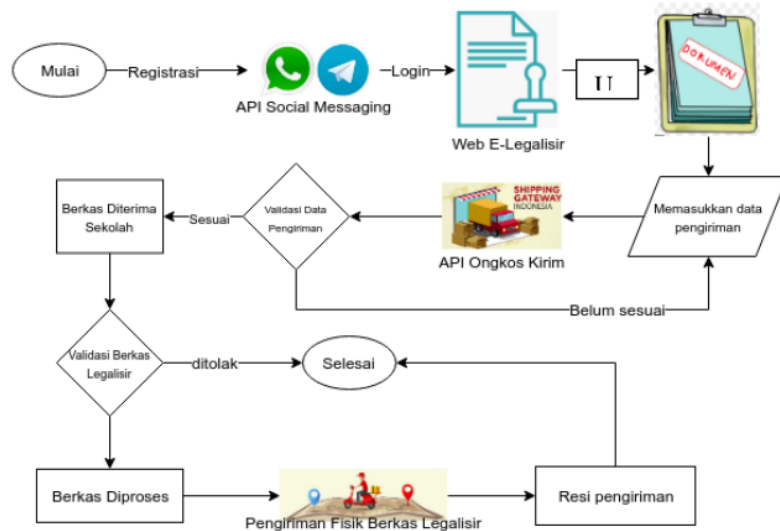 Mulai
Registrasi
API Social Messaging
Login
Web E-Legalisir
U
DOKUMEN
Memasukkan data
pengiriman
SHIPPING
GATEWAY
INDONESIA
API Ongkos Kirim
Validasi Data
Pengiriman
Sesuai
Berkas Diterima
Sekolah
Belum sesuai
Validasi Berkas
Legalisir
ditolak
Selesai
Berkas Diproses
Pengiriman Fisik Berkas Legalisir
Resi pengiriman